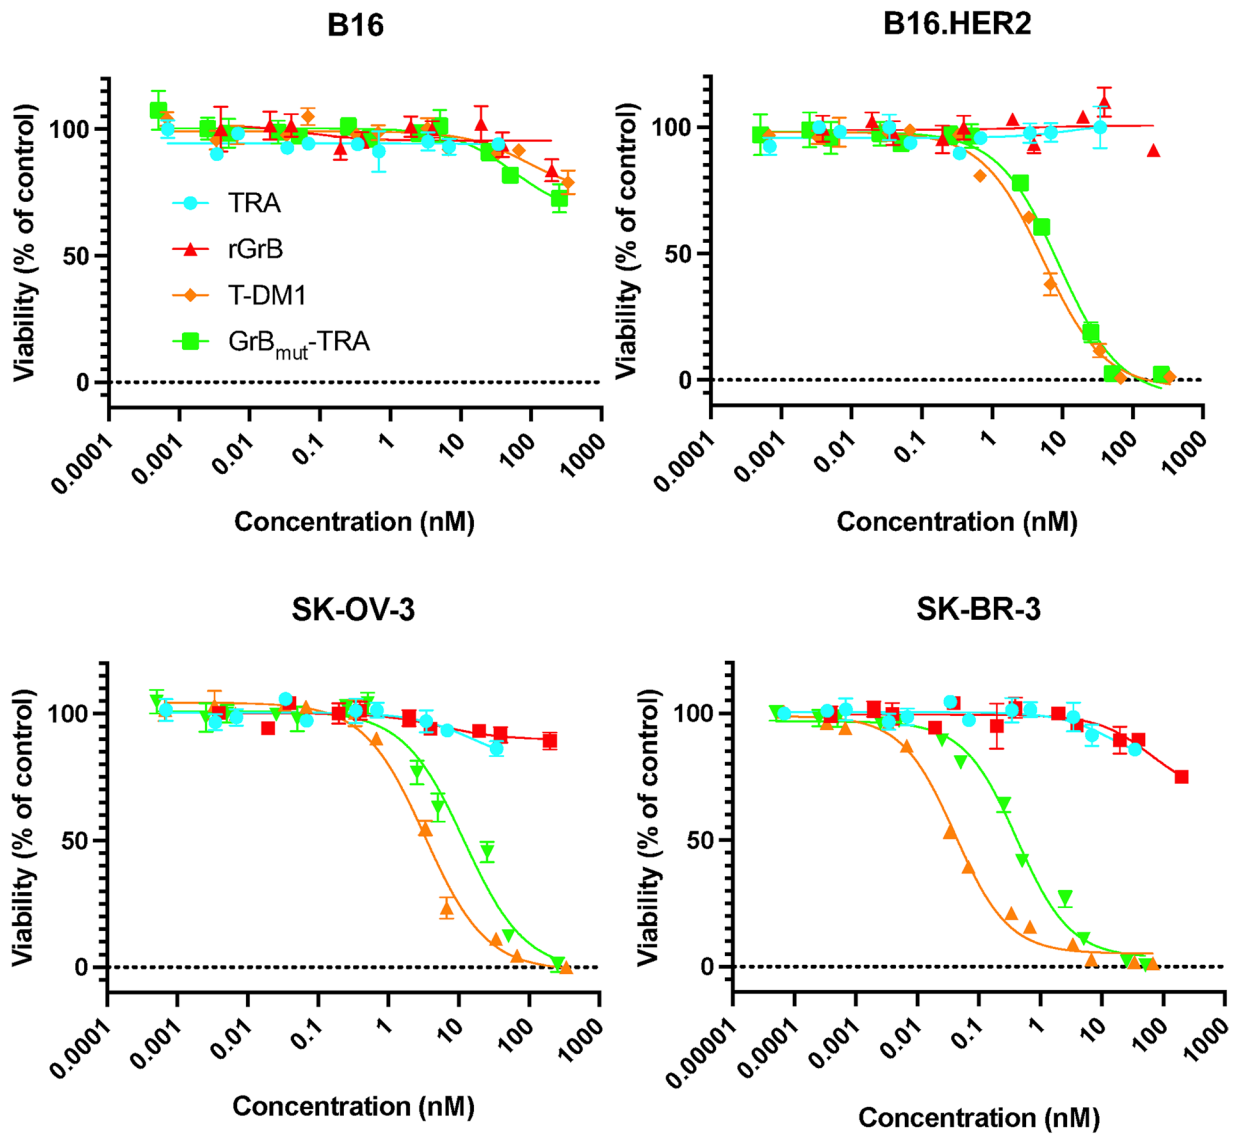 B16
Viability (% of control)
100
50
0
TRA
rGrB
T-DM1
GrBmut-TRA
0.0001
0.01
0.1
1
10
100
1000
Concentration (nM)
B16.HER2
Viability (% of control)
100
50
0
0.0001
0.001
0.01
0.1
1
10
100
1000
Concentration (nM)
SK-OV-3
Viability (% of control)
100
50
0
0.0001
0.01
0.1
1
10
100
1000
Concentration (nM)
SK-BR-3
Viability (% of control)
100
50
0
0.00001
0.0001
0.001
0.01
0.1
1
10
100
1000
Concentration (nM)